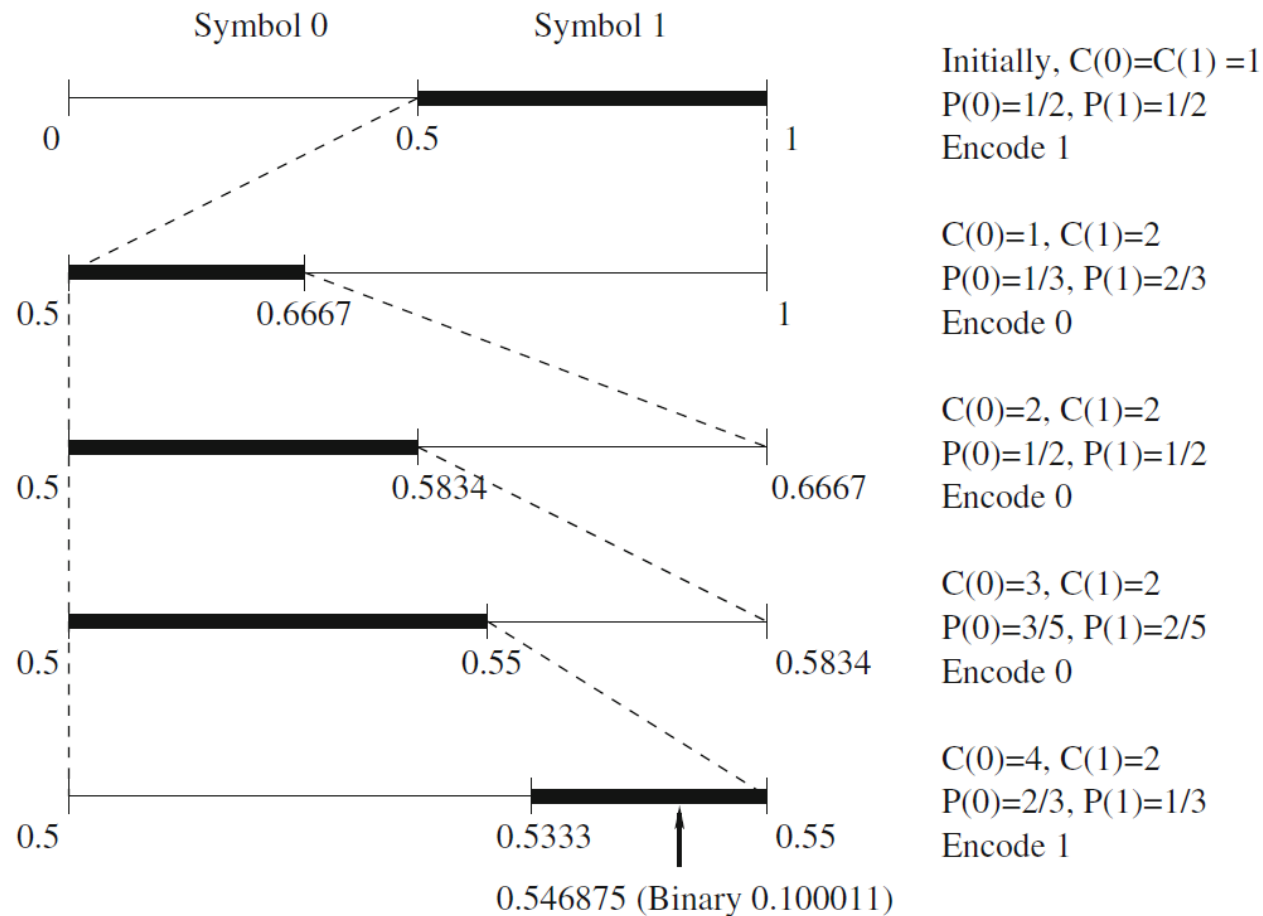 Symbol 0 Symbol 1
0 0.5 1
Initially, C(0)=C(1) =1
P(0)=1/2, P(1)=1/2
Encode 1
0.5 0.6667 1
C(0)=1, C(1)=2
P(0)=1/3, P(1)=2/3
Encode 0
0.5 0.5834 0.6667
C(0)=2, C(1)=2
P(0)=1/2, P(1)=1/2
Encode 0
0.5 0.55 0.5834
C(0)=3, C(1)=2
P(0)=3/5, P(1)=2/5
Encode 0
0.5 0.5333 0.55
C(0)=4, C(1)=2
P(0)=2/3, P(1)=1/3
Encode 1
0.546875 (Binary 0.100011)